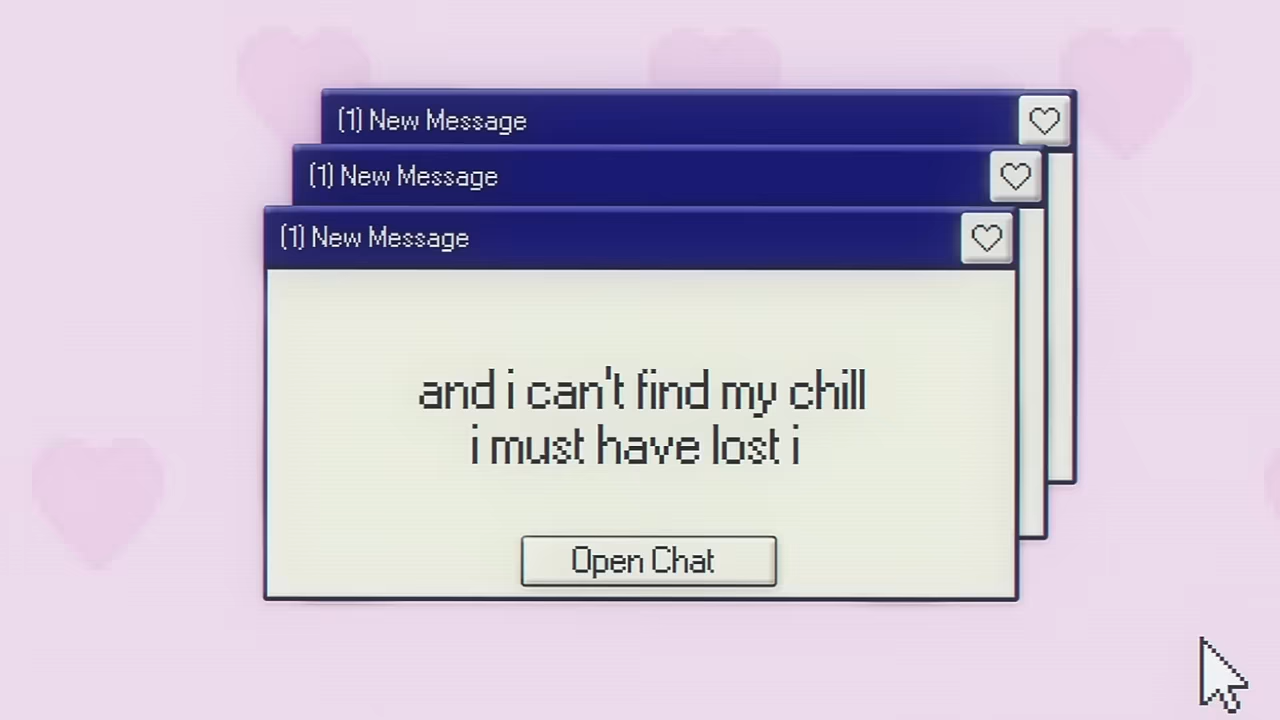 (1) New Message
(1) New Message
(1) New Message
and i can't find my chill
i must have lost i
Open Chat